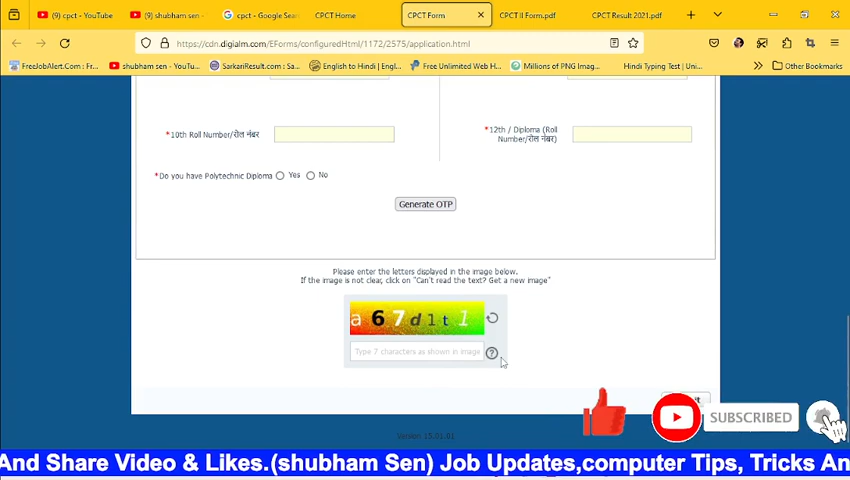 (9) cpct - YouTube
(9) shubham sen -
cpct - Google Sea
CPCT Home
CPCT Form
CPCT II Form.pdf
CPCT Result 2021.pdf
https://cdn.digialm.com/EForms/configuredHtml/1172/2575/application.html
FreeJobAlert.Com : Fr...
shubham sen - YouTu...
SarkariResult.com : Sa...
English to Hindi | Engl...
Free Unlimited Web H...
Millions of PNG Imag...
Hindi Typing Test | Uni...
Other Bookmarks
*10th Roll Number/रोल नंबर
*12th / Diploma (Roll
Number/रोल नंबर)
*Do you have Polytechnic Diploma Yes No
Generate OTP
Please enter the letters displayed in the image below.
If the image is not clear, click on "Can't read the text? Get a new image"
a 6 7 d l t 1
Type 7 characters as shown in image
Version 15.01.01
SUBSCRIBED
And Share Video & Likes.(shubham Sen) Job Updates,computer Tips, Tricks An